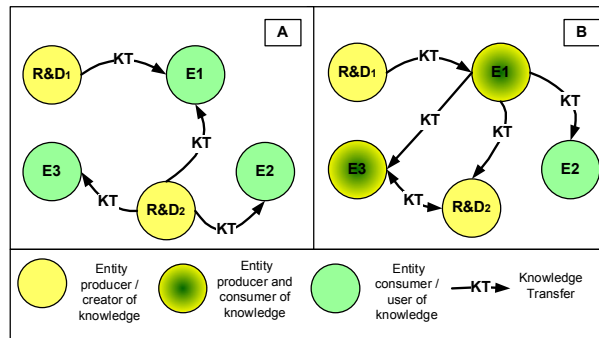 A
R&D1
KT
E1
KT
E3
E2
KT
R&D2
KT
B
R&D1
KT
E1
KT
KT
KT
E3
E2
KT
R&D2
Entity
producer /
creator of
knowledge
Entity
producer and
consumer of
knowledge
Entity
consumer /
user of
knowledge
KT
Knowledge
Transfer